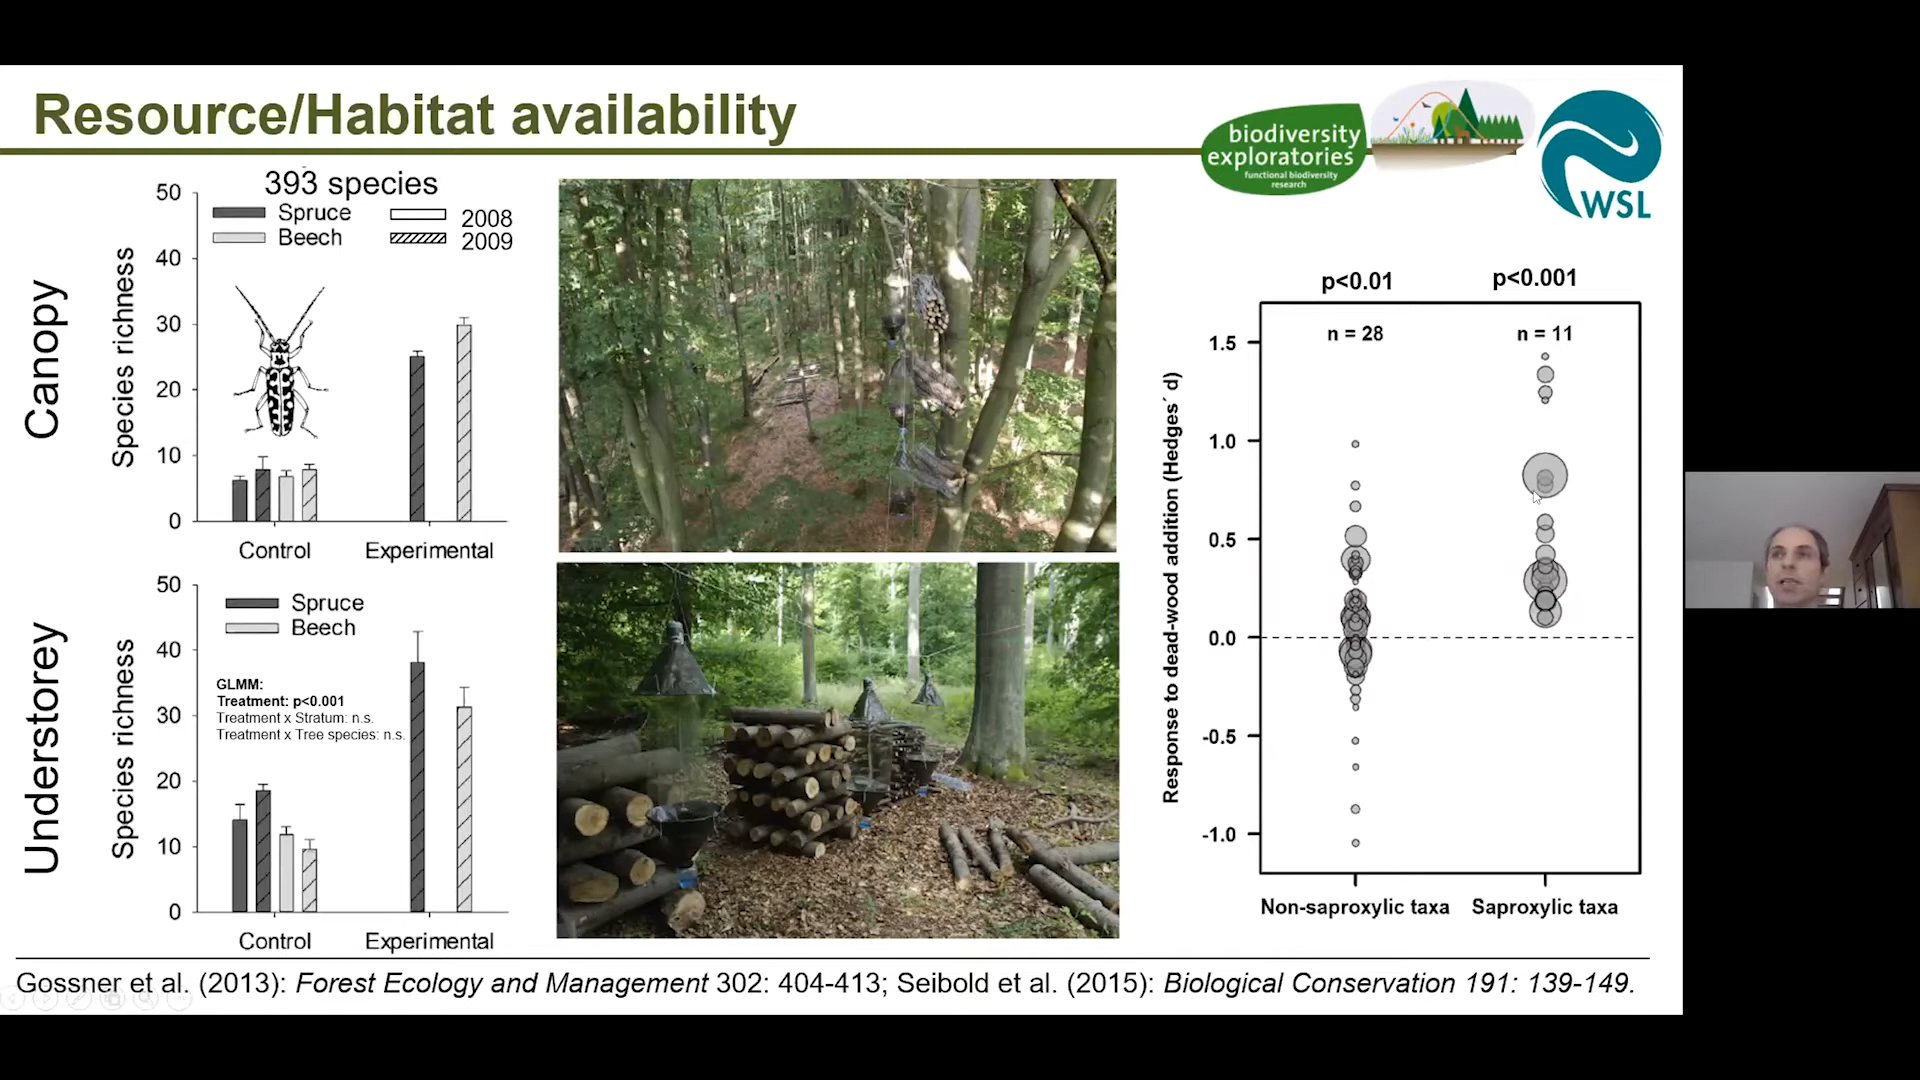 Resource/Habitat availability
biodiversity
exploratories
functional biodiversity
research
WSL
Canopy
Species richness
393 species
Spruce
Beech
2008
2009
50
40
30
20
10
0
Control
Experimental
Understorey
Species richness
Spruce
Beech
GLMM:
Treatment: p<0.001
Treatment x Stratum: n.s.
Treatment x Tree species: n.s.
50
40
30
20
10
0
Control
Experimental
p<0.01
p<0.001
n = 28
n = 11
Response to dead-wood addition (Hedges´ d)
1.5
1.0
0.5
0.0
-0.5
-1.0
Non-saproxylic taxa
Saproxylic taxa
Gossner et al. (2013): Forest Ecology and Management 302: 404-413; Seibold et al. (2015): Biological Conservation 191: 139-149.